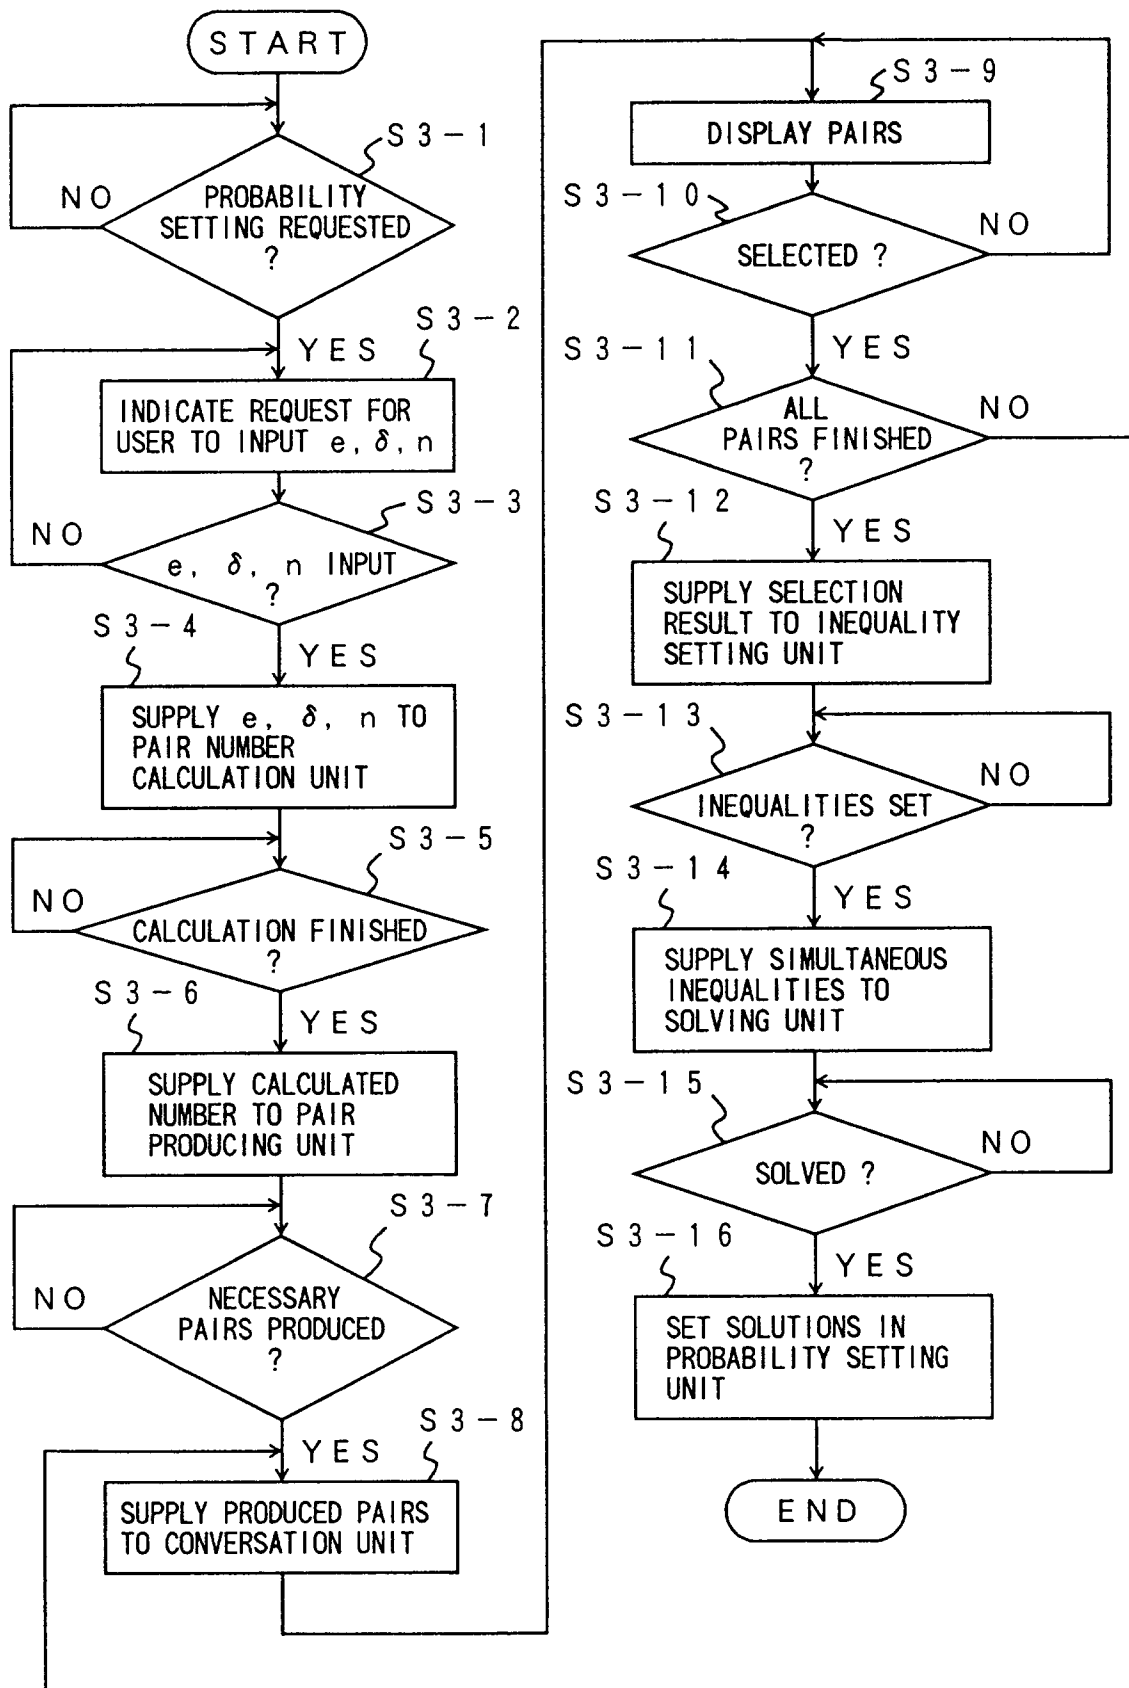 START
S3-1
NO
PROBABILITY
SETTING REQUESTED
?
S3-2
YES
INDICATE REQUEST FOR
USER TO INPUT e, δ, n
S3-3
NO
e, δ, n INPUT
?
S3-4
YES
SUPPLY e, δ, n TO
PAIR NUMBER
CALCULATION UNIT
S3-5
NO
CALCULATION FINISHED
?
S3-6
YES
SUPPLY CALCULATED
NUMBER TO PAIR
PRODUCING UNIT
S3-7
NO
NECESSARY
PAIRS PRODUCED
?
S3-8
YES
SUPPLY PRODUCED PAIRS
TO CONVERSATION UNIT
S3-9
DISPLAY PAIRS
S3-10
NO
SELECTED ?
S3-11
YES
ALL
PAIRS FINISHED
?
NO
S3-12
YES
SUPPLY SELECTION
RESULT TO INEQUALITY
SETTING UNIT
S3-13
NO
INEQUALITIES SET
?
S3-14
YES
SUPPLY SIMULTANEOUS
INEQUALITIES TO
SOLVING UNIT
S3-15
NO
SOLVED ?
S3-16
YES
SET SOLUTIONS IN
PROBABILITY SETTING
UNIT
END